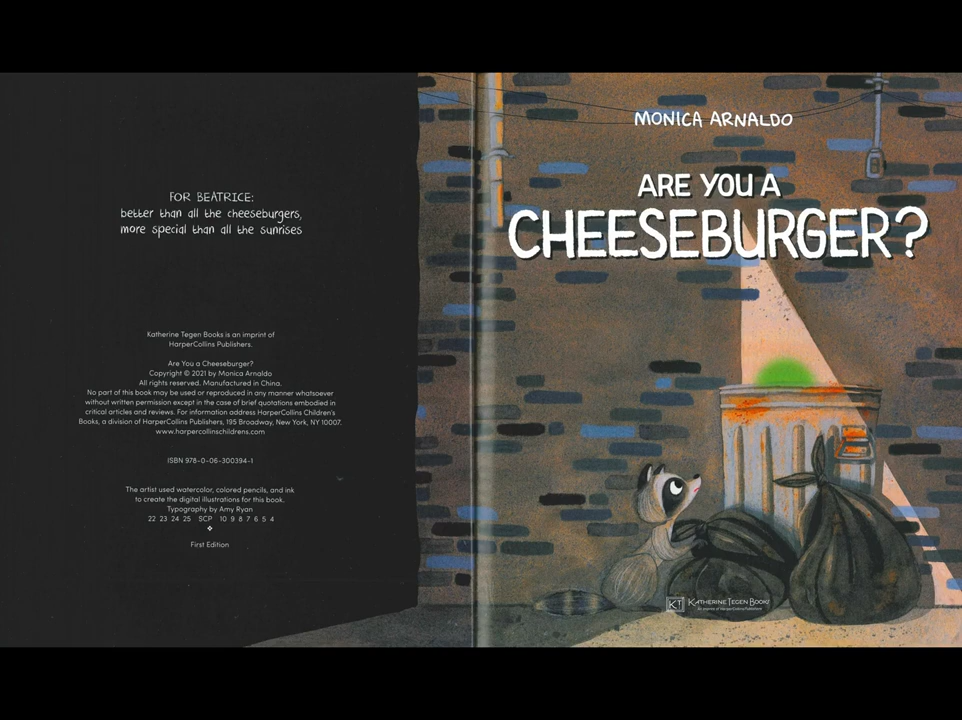 FOR BEATRICE:
better than all the cheeseburgers,
more special than all the sunrises
Katherine Tegen Books is an imprint of
HarperCollins Publishers.
Are You a Cheeseburger?
Copyright © 2021 by Monica Arnaldo
All rights reserved. Manufactured in China.
No part of this book may be used or reproduced in any manner whatsoever
without written permission except in the case of brief quotations embodied in
critical articles and reviews. For information address HarperCollins Children's
Books, a division of HarperCollins Publishers, 195 Broadway, New York, NY 10007.
www.harpercollinschildrens.com
ISBN 978-0-06-300394-1
The artist used watercolor, colored pencils, and ink
to create the digital illustrations for this book.
Typography by Amy Ryan
22 23 24 25 SCP 10 9 8 7 6 5 4
❖
First Edition
MONICA ARNALDO
ARE YOU A
CHEESEBURGER?
KT KATHERINE TEGEN BOOKS
An Imprint of HarperCollinsPublishers